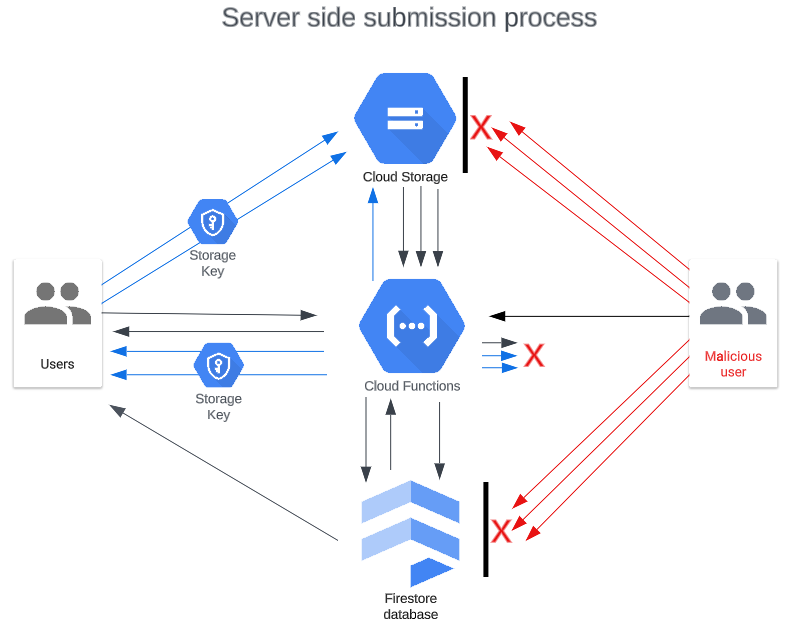 Server side submission process
Cloud Storage
X
Storage
Key
Users
Malicious
user
X
Cloud Functions
Storage
Key
X
Firestore
database